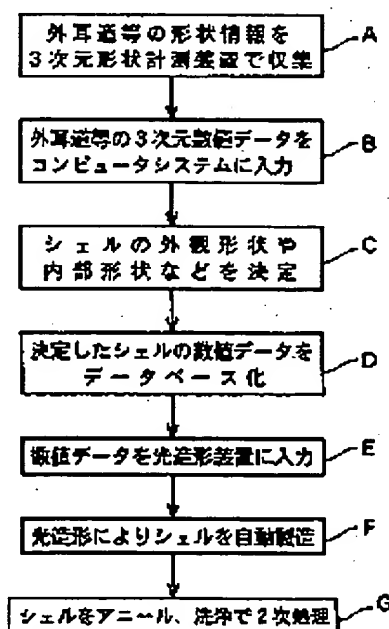 外耳道等の形状情報を
3次元形状計測装置で収集
A
外耳道等の3次元数値データを
コンピュータシステムに入力
B
シェルの外観形状や
内部形状などを決定
C
決定したシェルの数値データを
データベース化
D
数値データを光造形装置に入力
E
光造形によりシェルを自動製造
F
シェルをアニール、洗浄で2次処理
G